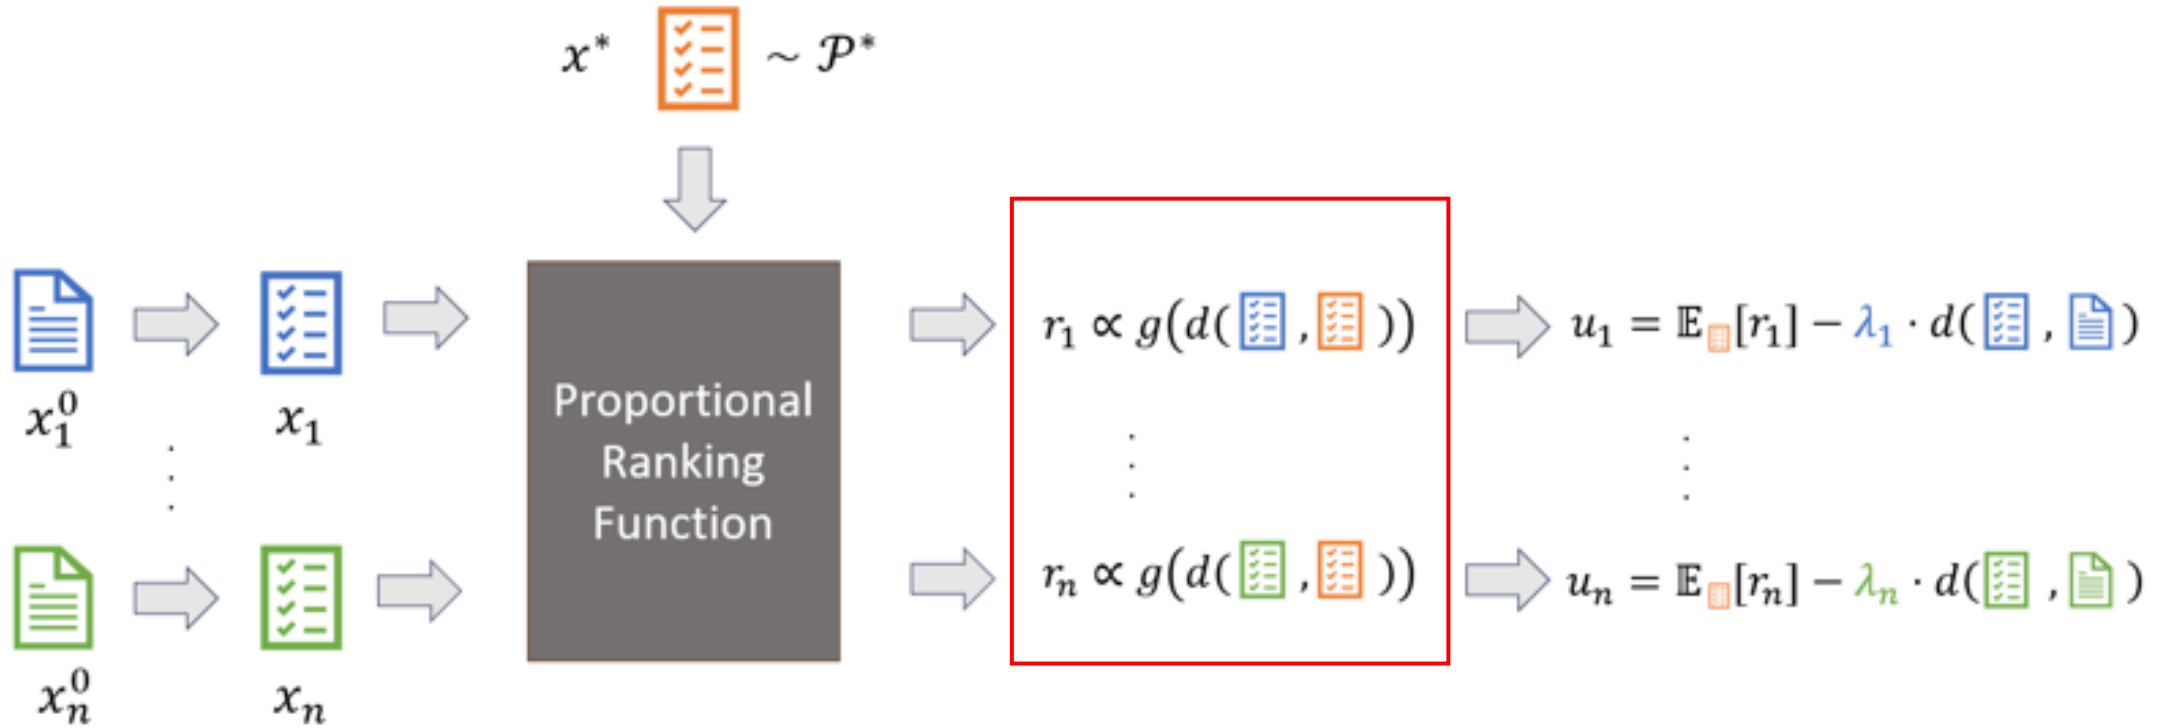 x* ~ 𝒫*
x₁⁰ x₁
xₙ⁰ xₙ
Proportional
Ranking
Function
r₁ ∝ g(d( , ))
rₙ ∝ g(d( , ))
u₁ = 𝔼[r₁] − λ₁ · d( , )
uₙ = 𝔼[rₙ] − λₙ · d( , )